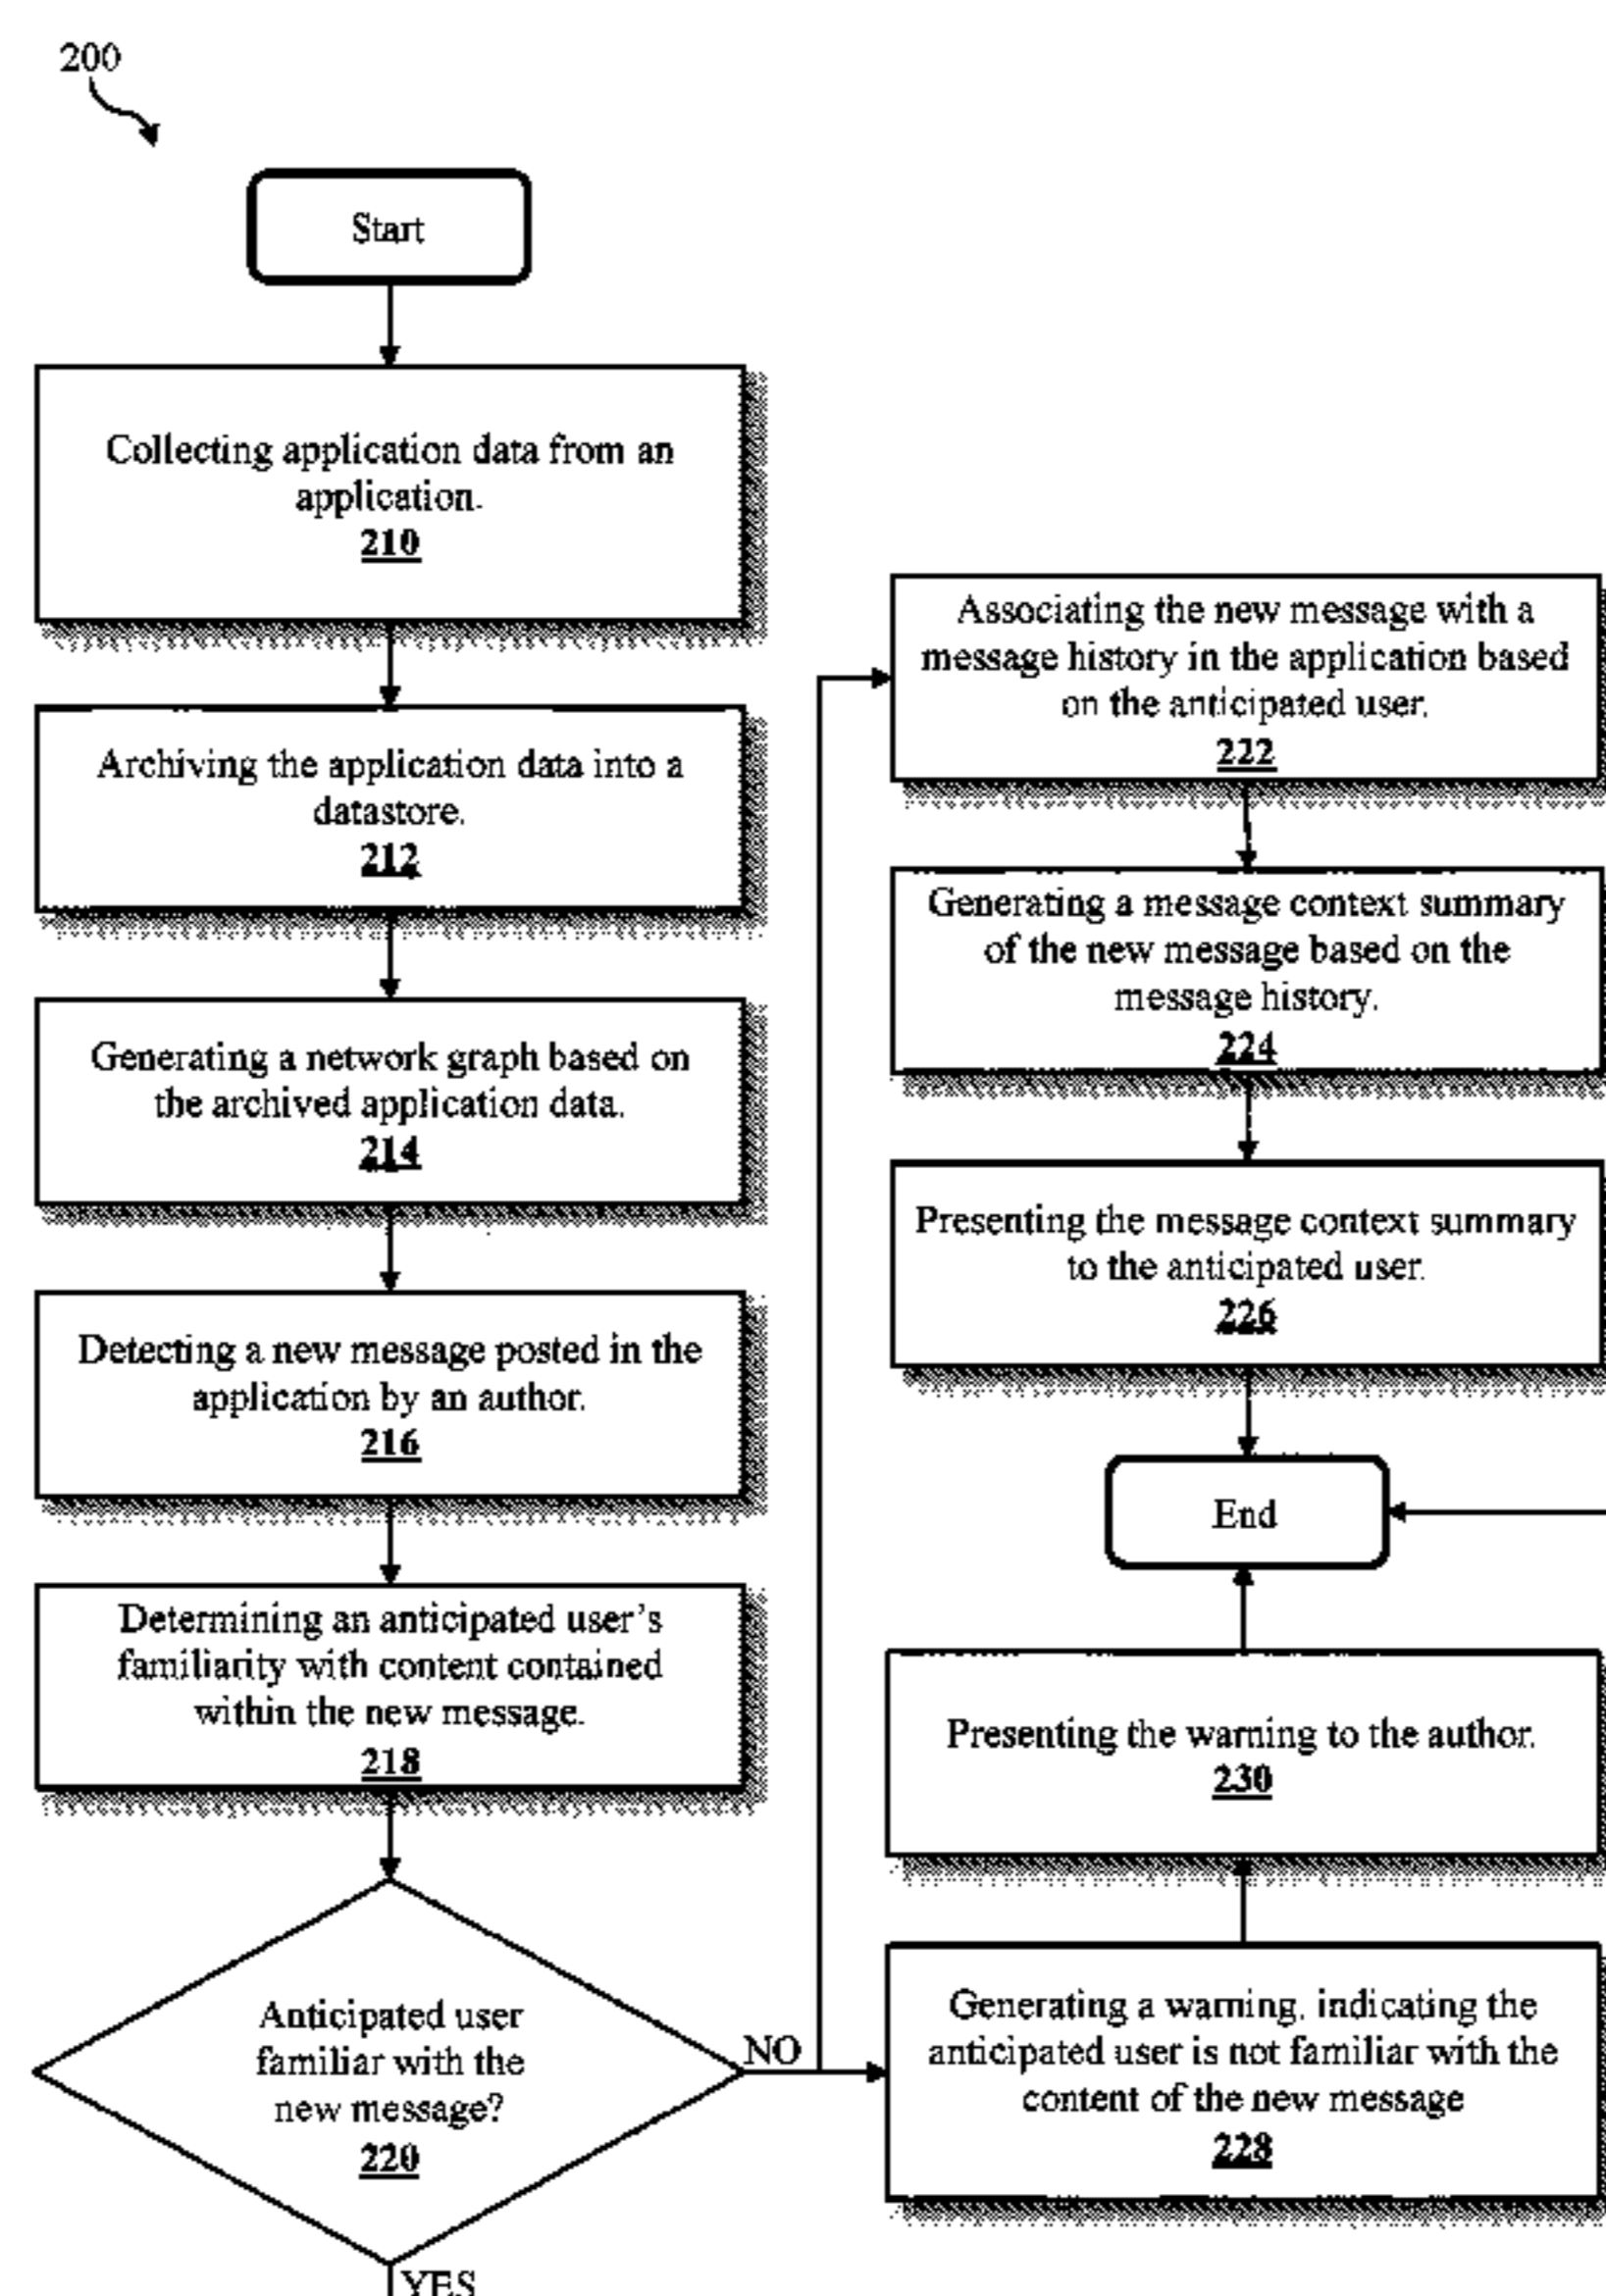 200
Start
Collecting application data from an
application.
210
Archiving the application data into a
datastore.
212
Generating a network graph based on
the archived application data.
214
Detecting a new message posted in the
application by an author.
216
Determining an anticipated user's
familiarity with content contained
within the new message.
218
Anticipated user
familiar with the
new message?
220
YES
NO
Associating the new message with a
message history in the application based
on the anticipated user.
222
Generating a message context summary
of the new message based on the
message history.
224
Presenting the message context summary
to the anticipated user.
226
End
Presenting the warning to the author.
230
Generating a warning, indicating the
anticipated user is not familiar with the
content of the new message
228